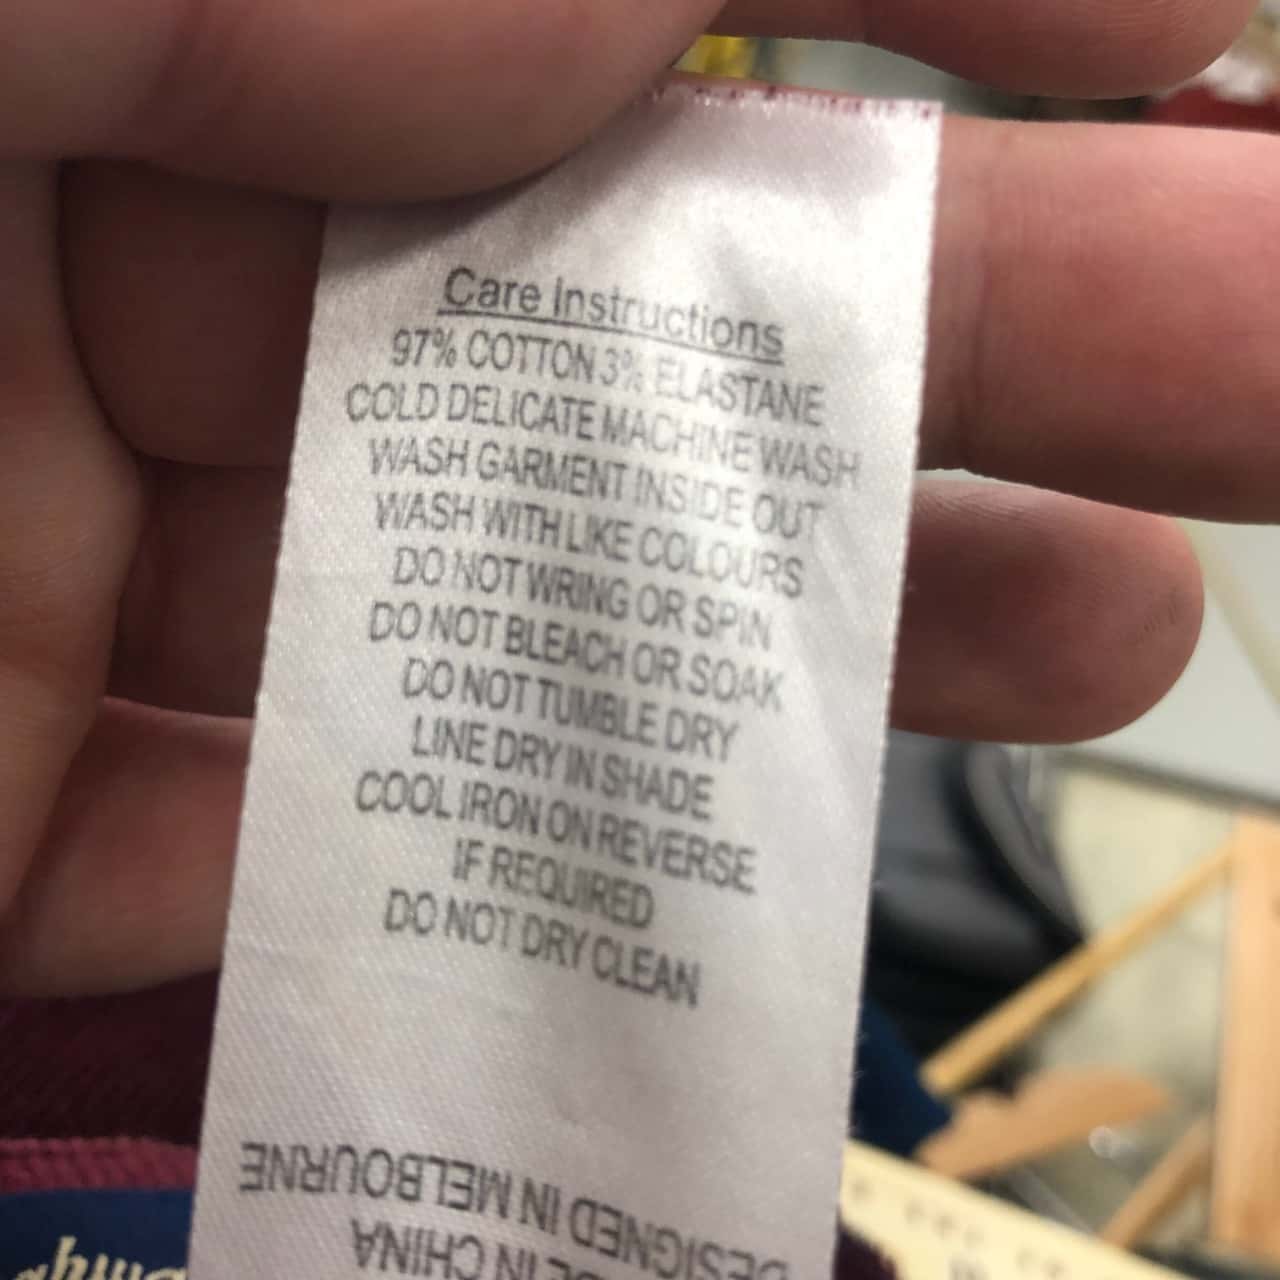 Care Instructions
97% COTTON 3% ELASTANE
COLD DELICATE MACHINE WASH
WASH GARMENT INSIDE OUT
WASH WITH LIKE COLOURS
DO NOT WRING OR SPIN
DO NOT BLEACH OR SOAK
DO NOT TUMBLE DRY
LINE DRY IN SHADE
COOL IRON ON REVERSE
IF REQUIRED
DO NOT DRY CLEAN
DESIGNED IN MELBOURNE
IN CHINA